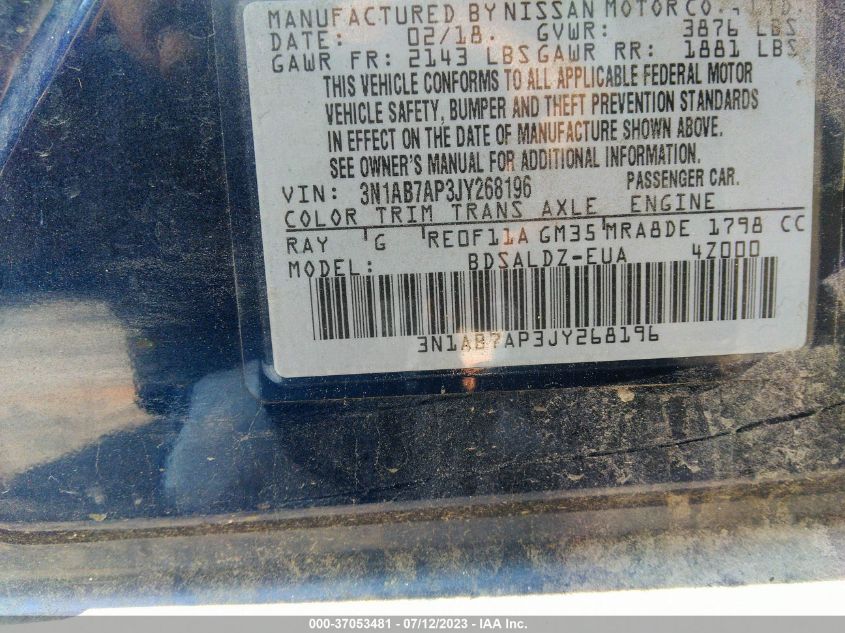 MANUFACTURED BY NISSAN MOTOR CO., LTD.
DATE: 02/18. GVWR: 3876 LBS
GAWR FR: 2143 LBS GAWR RR: 1881 LBS
THIS VEHICLE CONFORMS TO ALL APPLICABLE FEDERAL MOTOR
VEHICLE SAFETY, BUMPER AND THEFT PREVENTION STANDARDS
IN EFFECT ON THE DATE OF MANUFACTURE SHOWN ABOVE.
SEE OWNER'S MANUAL FOR ADDITIONAL INFORMATION.
VIN: 3N1AB7AP3JY268196 PASSENGER CAR.
COLOR TRIM TRANS AXLE ENGINE
RAY G RE0F11A GM35 MRA8DE 1798 CC
MODEL: BDSALDZ-EUA 4Z000
3N1AB7AP3JY268196
000-37053481 - 07/12/2023 - IAA Inc.